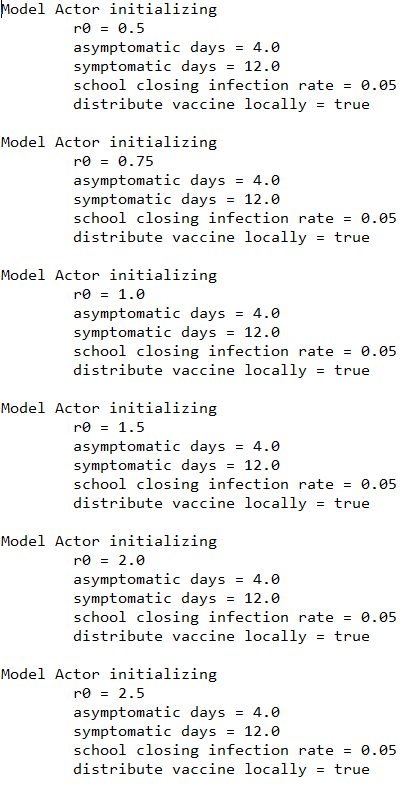 Model Actor initializing
r0 = 0.5
asymptomatic days = 4.0
symptomatic days = 12.0
school closing infection rate = 0.05
distribute vaccine locally = true
Model Actor initializing
r0 = 0.75
asymptomatic days = 4.0
symptomatic days = 12.0
school closing infection rate = 0.05
distribute vaccine locally = true
Model Actor initializing
r0 = 1.0
asymptomatic days = 4.0
symptomatic days = 12.0
school closing infection rate = 0.05
distribute vaccine locally = true
Model Actor initializing
r0 = 1.5
asymptomatic days = 4.0
symptomatic days = 12.0
school closing infection rate = 0.05
distribute vaccine locally = true
Model Actor initializing
r0 = 2.0
asymptomatic days = 4.0
symptomatic days = 12.0
school closing infection rate = 0.05
distribute vaccine locally = true
Model Actor initializing
r0 = 2.5
asymptomatic days = 4.0
symptomatic days = 12.0
school closing infection rate = 0.05
distribute vaccine locally = true